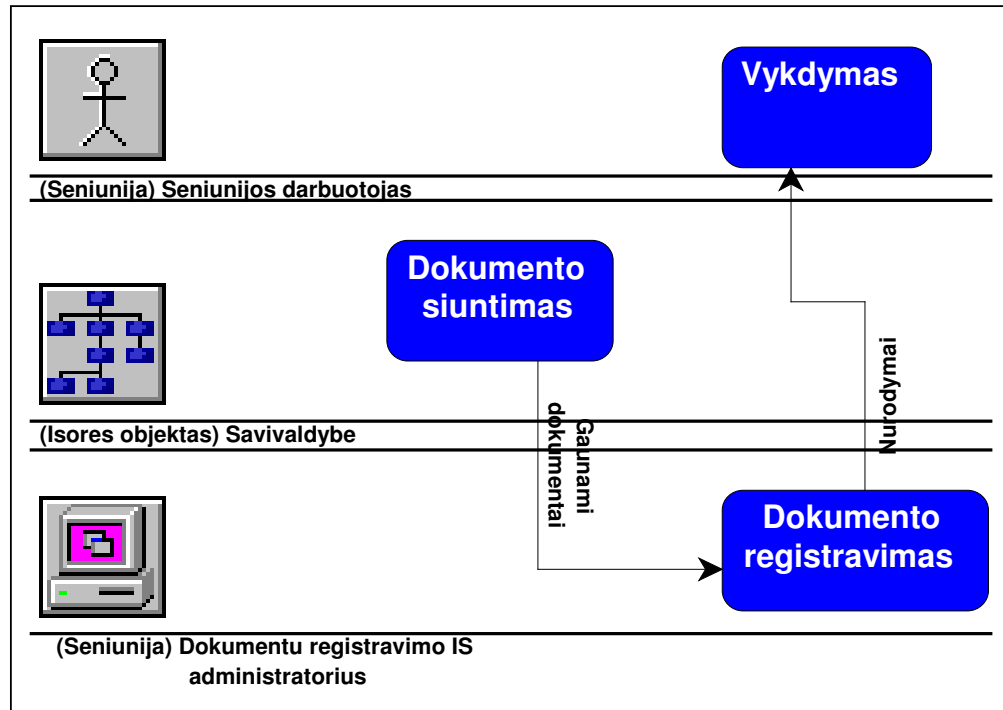 Vykdymas
(Seniunija) Seniunijos darbuotojas
Dokumento
siuntimas
Gaunami
dokumentai
Nurodymai
(Isores objektas) Savivaldybe
Dokumento
registravimas
(Seniunija) Dokumentu registravimo IS
administratorius